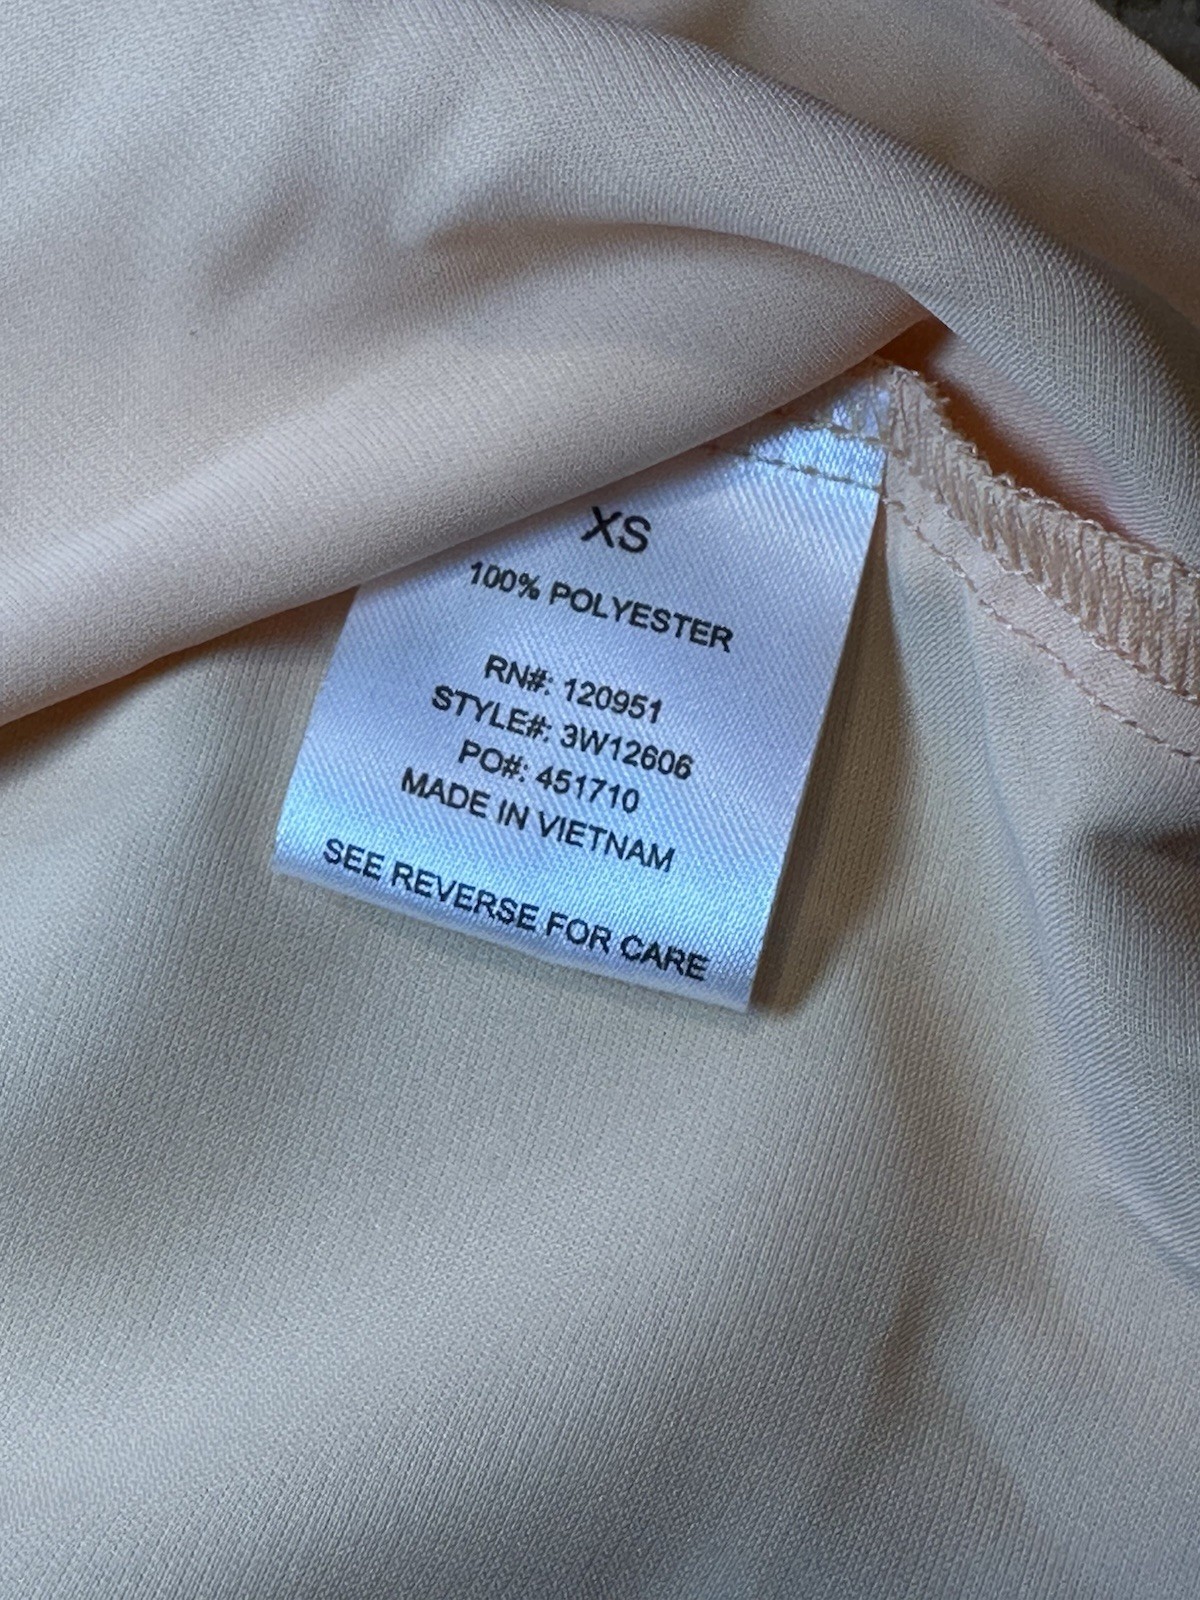 XS
100% POLYESTER
RN#: 120951
STYLE#: 3W12606
PO#: 451710
MADE IN VIETNAM
SEE REVERSE FOR CARE